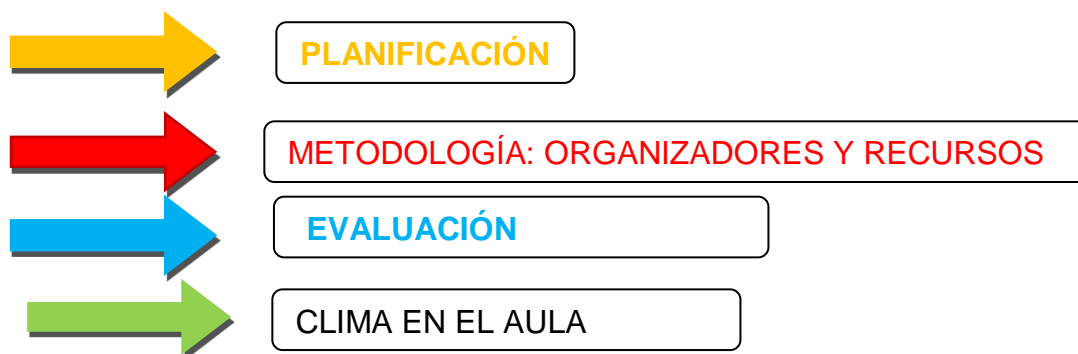 PLANIFICACIÓN
METODOLOGÍA: ORGANIZADORES Y RECURSOS
EVALUACIÓN
CLIMA EN EL AULA